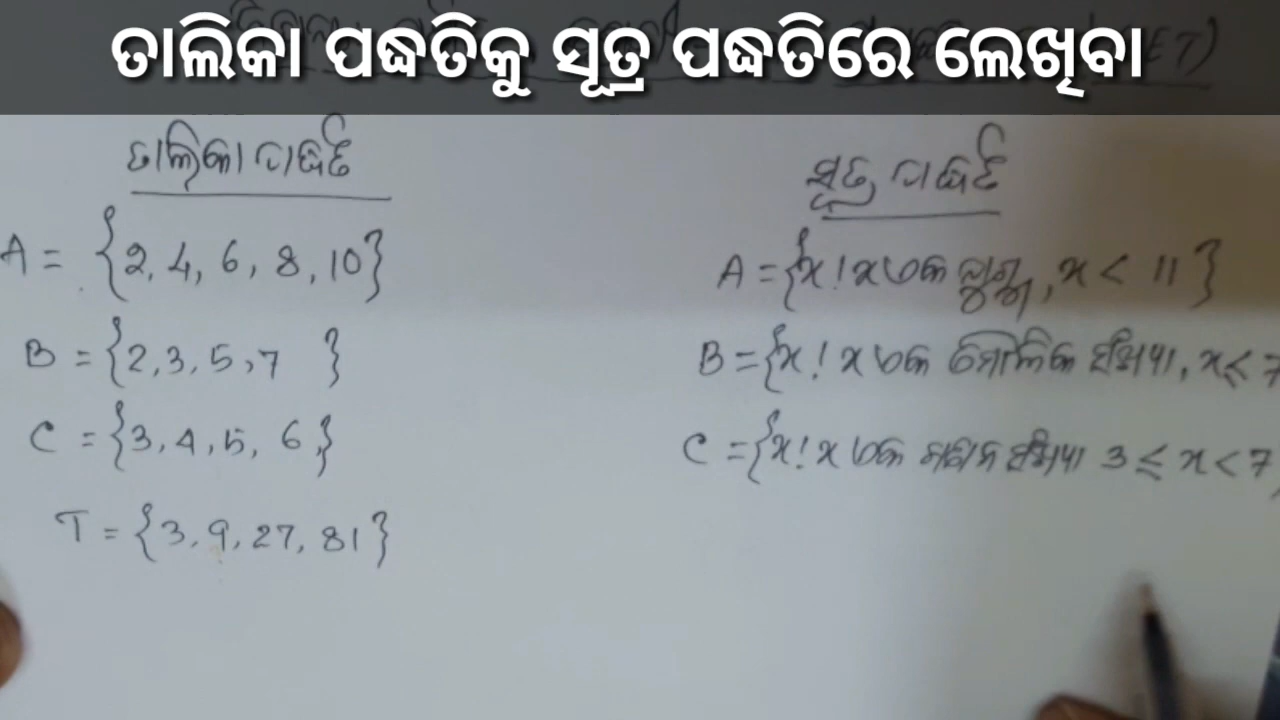 ତାଲିକା ପଦ୍ଧତିକୁ ସୂତ୍ର ପଦ୍ଧତିରେ ଲେଖିବା
ତାଲିକା ପଦ୍ଧତି
A = {2, 4, 6, 8, 10}
B = {2, 3, 5, 7 }
C = {3, 4, 5, 6}
T = {3, 9, 27, 81}
ସୂତ୍ର ପଦ୍ଧତି
A = {x ! x ଏକ ଯୁଗ୍ମ, x < 11}
B = {x ! x ଏକ ମୌଳିକ ସଂଖ୍ୟା, x ≤ 7
C = {x ! x ଏକ ଗଣନ ସଂଖ୍ୟା 3 ≤ x < 7